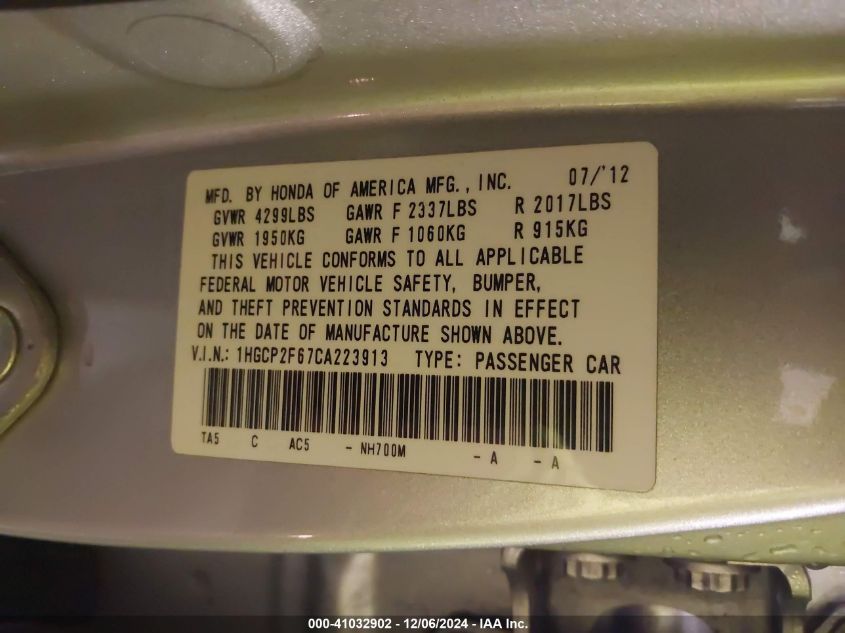 MFD. BY HONDA OF AMERICA MFG., INC. 07/'12
GVWR 4299LBS GAWR F 2337LBS R 2017LBS
GVWR 1950KG GAWR F 1060KG R 915KG
THIS VEHICLE CONFORMS TO ALL APPLICABLE
FEDERAL MOTOR VEHICLE SAFETY, BUMPER,
AND THEFT PREVENTION STANDARDS IN EFFECT
ON THE DATE OF MANUFACTURE SHOWN ABOVE.
V.I.N.: 1HGCP2F67CA223913 TYPE: PASSENGER CAR
TA5 C AC5 - NH700M - A - A
000-41032902 - 12/06/2024 - IAA Inc.